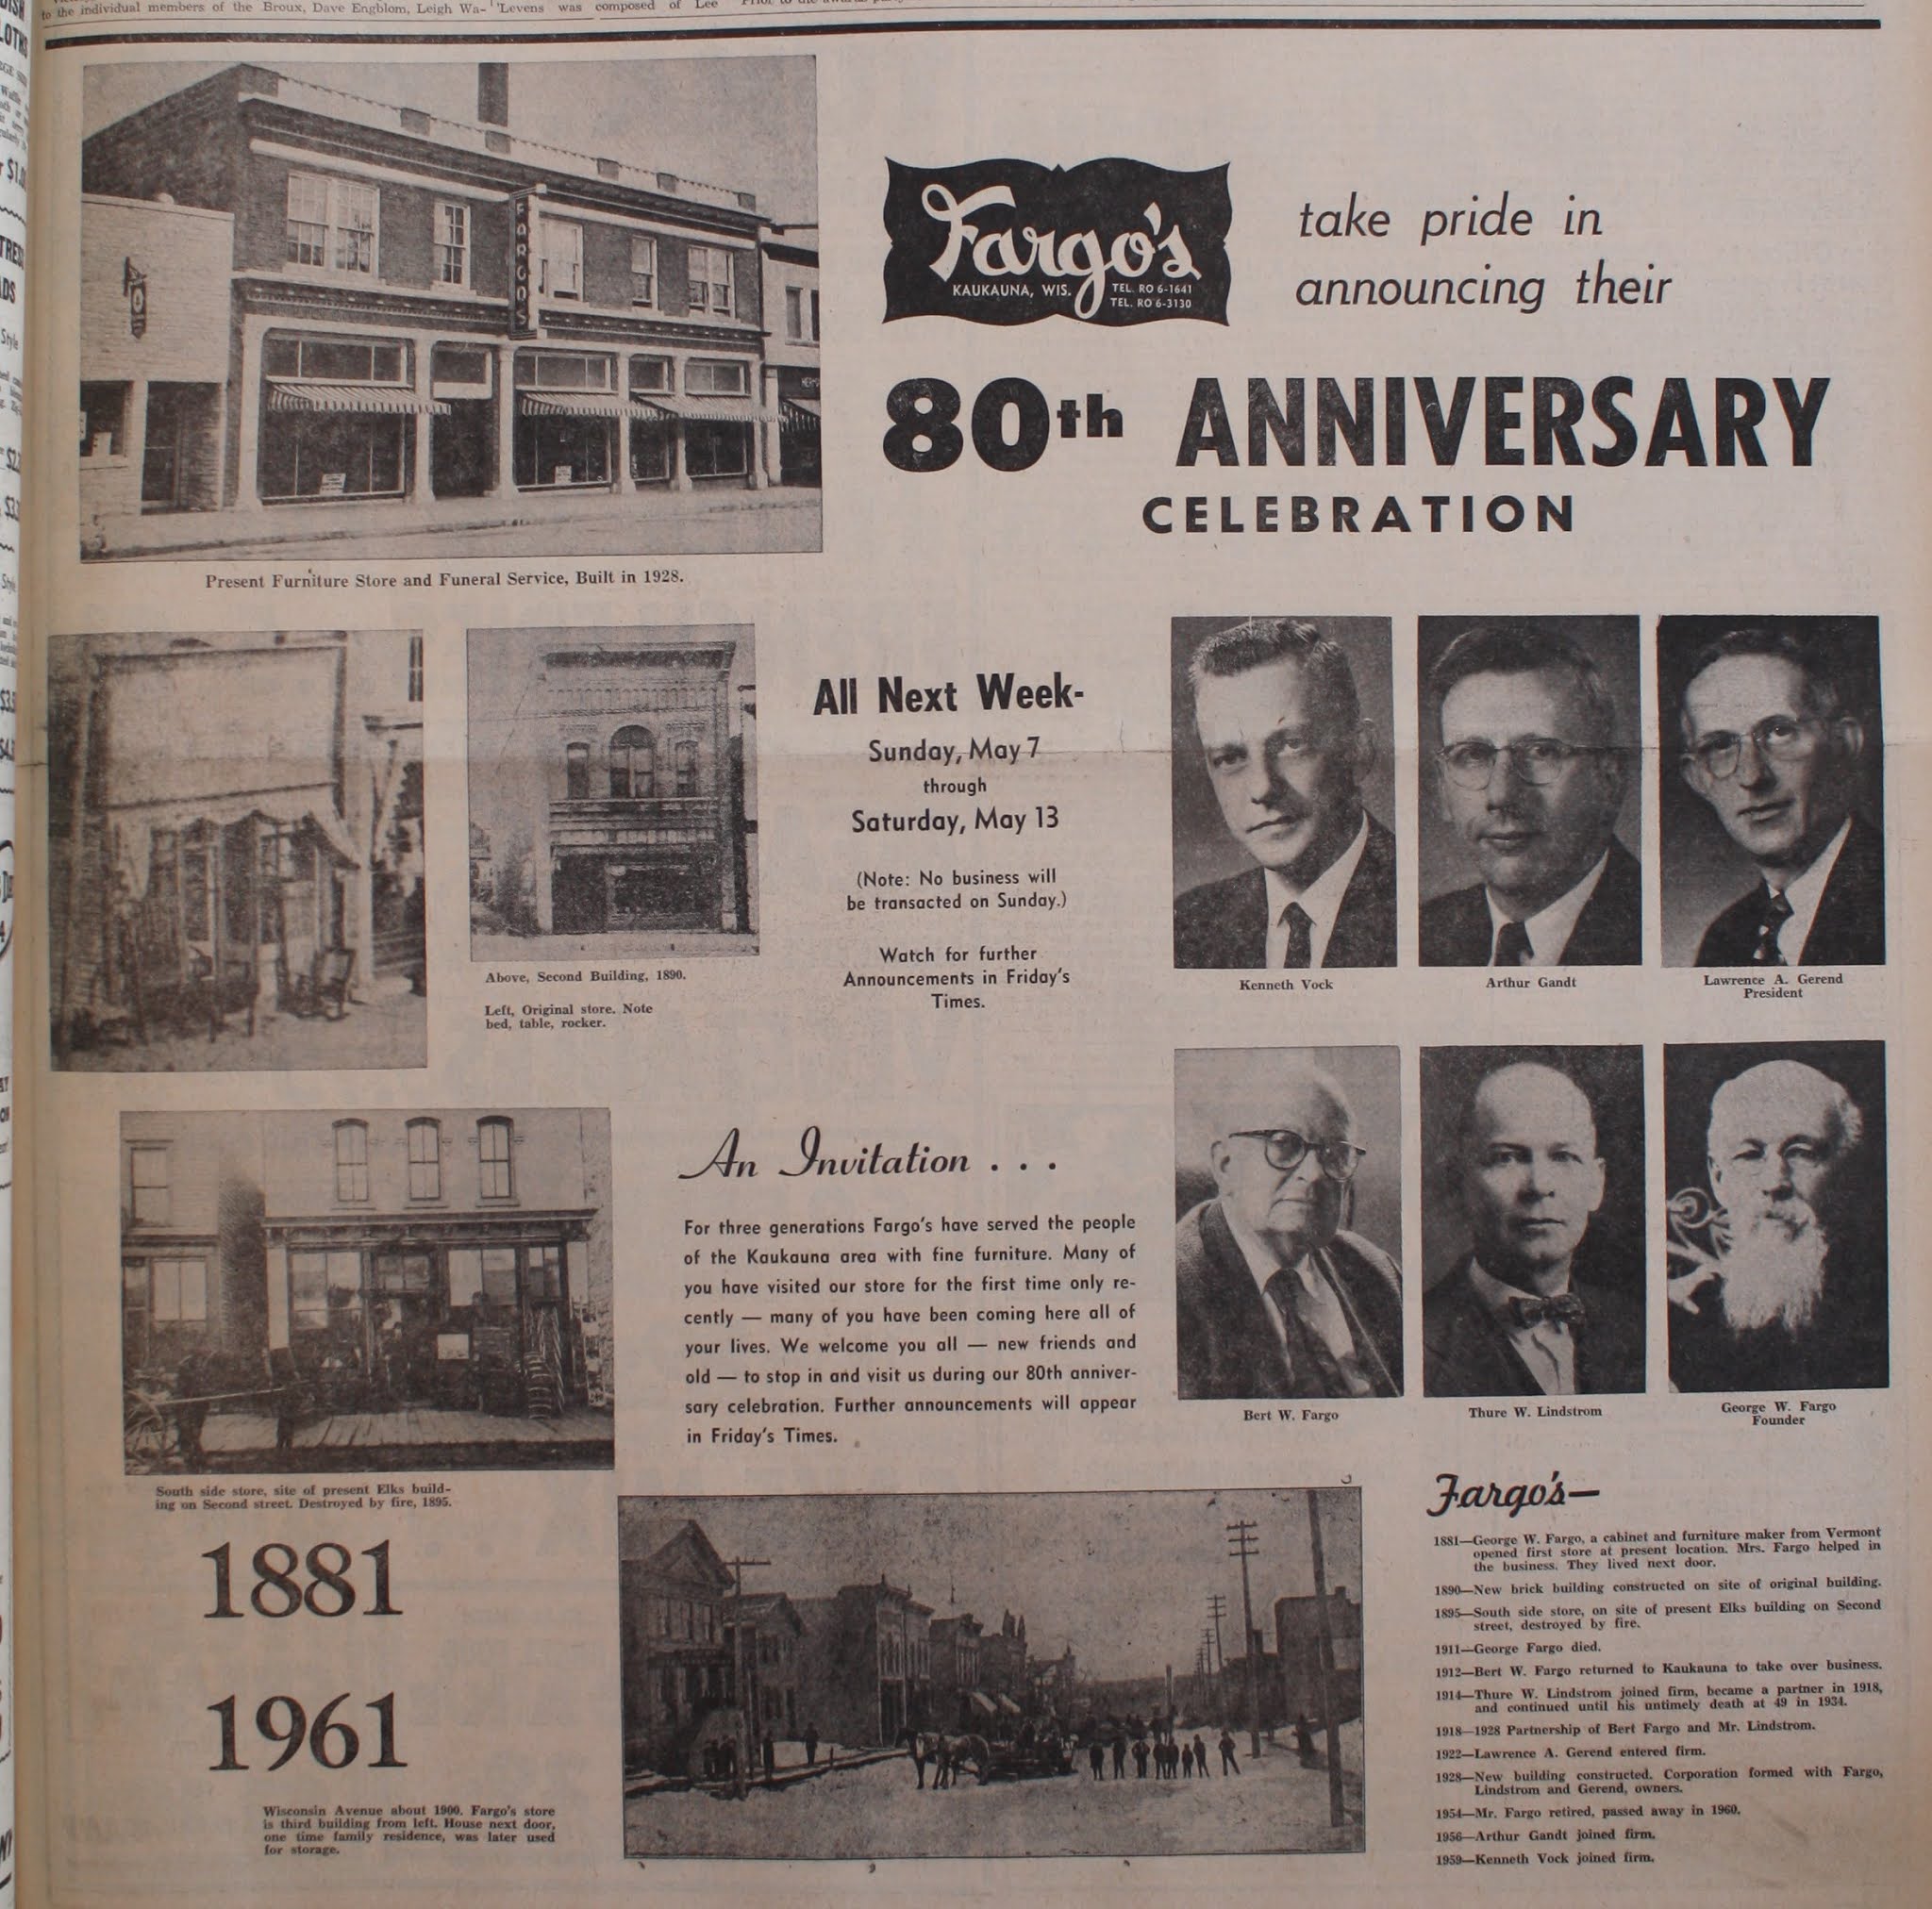 to the individual members of the Broux, Dave Engblom, Leigh Wa- Levens was composed of Lee
FARGOS
Fargo's
KAUKAUNA, WIS.
TEL. RO 6-1641
TEL. RO 6-3130
take pride in
announcing their
80th ANNIVERSARY
CELEBRATION
Present Furniture Store and Funeral Service, Built in 1928.
Above, Second Building, 1890.
Left, Original store. Note
bed, table, rocker.
All Next Week-
Sunday, May 7
through
Saturday, May 13
(Note: No business will
be transacted on Sunday.)
Watch for further
Announcements in Friday's
Times.
Kenneth Vock
Arthur Gandt
Lawrence A. Gerend
President
Bert W. Fargo
Thure W. Lindstrom
George W. Fargo
Founder
South side store, site of present Elks build-
ing on Second street. Destroyed by fire, 1895.
An Invitation . . .
For three generations Fargo's have served the people
of the Kaukauna area with fine furniture. Many of
you have visited our store for the first time only re-
cently — many of you have been coming here all of
your lives. We welcome you all — new friends and
old — to stop in and visit us during our 80th anniver-
sary celebration. Further announcements will appear
in Friday's Times.
1881
1961
Wisconsin Avenue about 1900. Fargo's store
is third building from left. House next door,
one time family residence, was later used
for storage.
Fargo's—
1881—George W. Fargo, a cabinet and furniture maker from Vermont
opened first store at present location. Mrs. Fargo helped in
the business. They lived next door.
1890—New brick building constructed on site of original building.
1895—South side store, on site of present Elks building on Second
street, destroyed by fire.
1911—George Fargo died.
1912—Bert W. Fargo returned to Kaukauna to take over business.
1914—Thure W. Lindstrom joined firm, became a partner in 1918,
and continued until his untimely death at 49 in 1934.
1918—1928 Partnership of Bert Fargo and Mr. Lindstrom.
1922—Lawrence A. Gerend entered firm.
1928—New building constructed. Corporation formed with Fargo,
Lindstrom and Gerend, owners.
1954—Mr. Fargo retired, passed away in 1960.
1956—Arthur Gandt joined firm.
1959—Kenneth Vock joined firm.